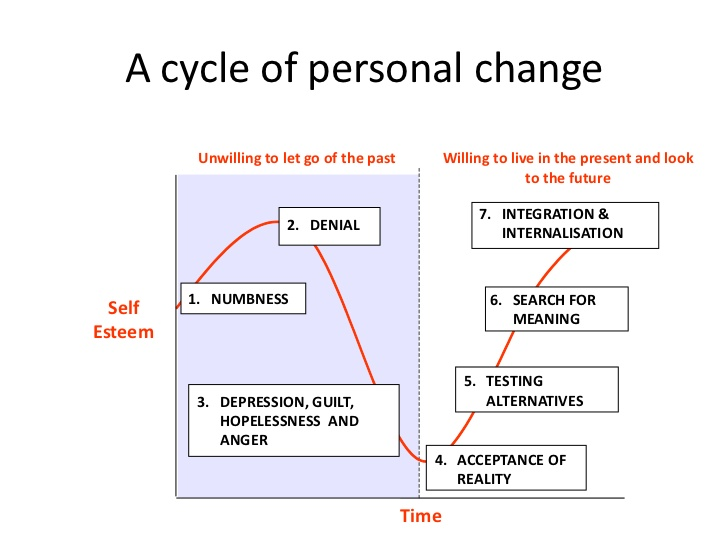 A cycle of personal change
Unwilling to let go of the past
Willing to live in the present and look
to the future
2. DENIAL
7. INTEGRATION &
INTERNALISATION
1. NUMBNESS
6. SEARCH FOR
MEANING
Self
Esteem
3. DEPRESSION, GUILT,
HOPELESSNESS AND
ANGER
5. TESTING
ALTERNATIVES
4. ACCEPTANCE OF
REALITY
Time